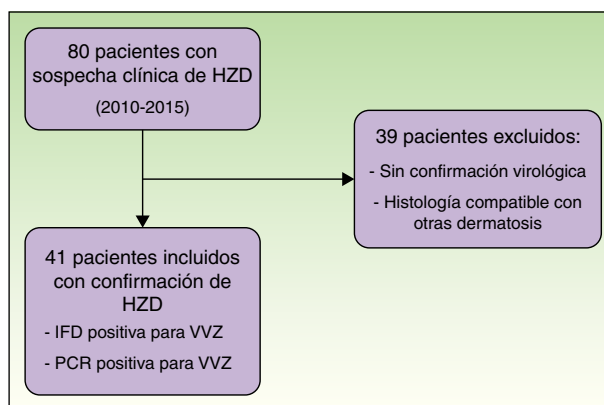 80 pacientes con
sospecha clínica de HZD
(2010-2015)
39 pacientes excluidos:
- Sin confirmación virológica
- Histología compatible con
otras dermatosis
41 pacientes incluidos
con confirmación de
HZD
- IFD positiva para VVZ
- PCR positiva para VVZ